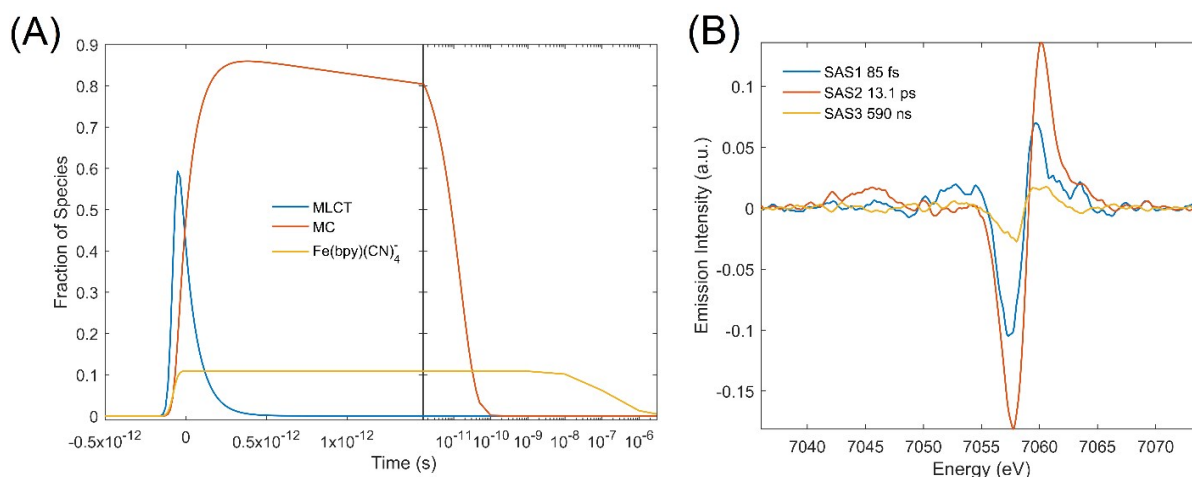 (A)
0.9
0.8
0.7
0.6
0.5
0.4
0.3
0.2
0.1
0
Fraction of Species
MLCT
MC
Fe(bpy)(CN)₄⁻
-0.5x10⁻¹² 0 0.5x10⁻¹² 1x10⁻¹² 10⁻¹¹ 10⁻¹⁰ 10⁻⁹ 10⁻⁸ 10⁻⁷ 10⁻⁶
Time (s)
(B)
0.1
0.05
0
-0.05
-0.1
-0.15
Emission Intensity (a.u.)
SAS1 85 fs
SAS2 13.1 ps
SAS3 590 ns
7040 7045 7050 7055 7060 7065 7070
Energy (eV)